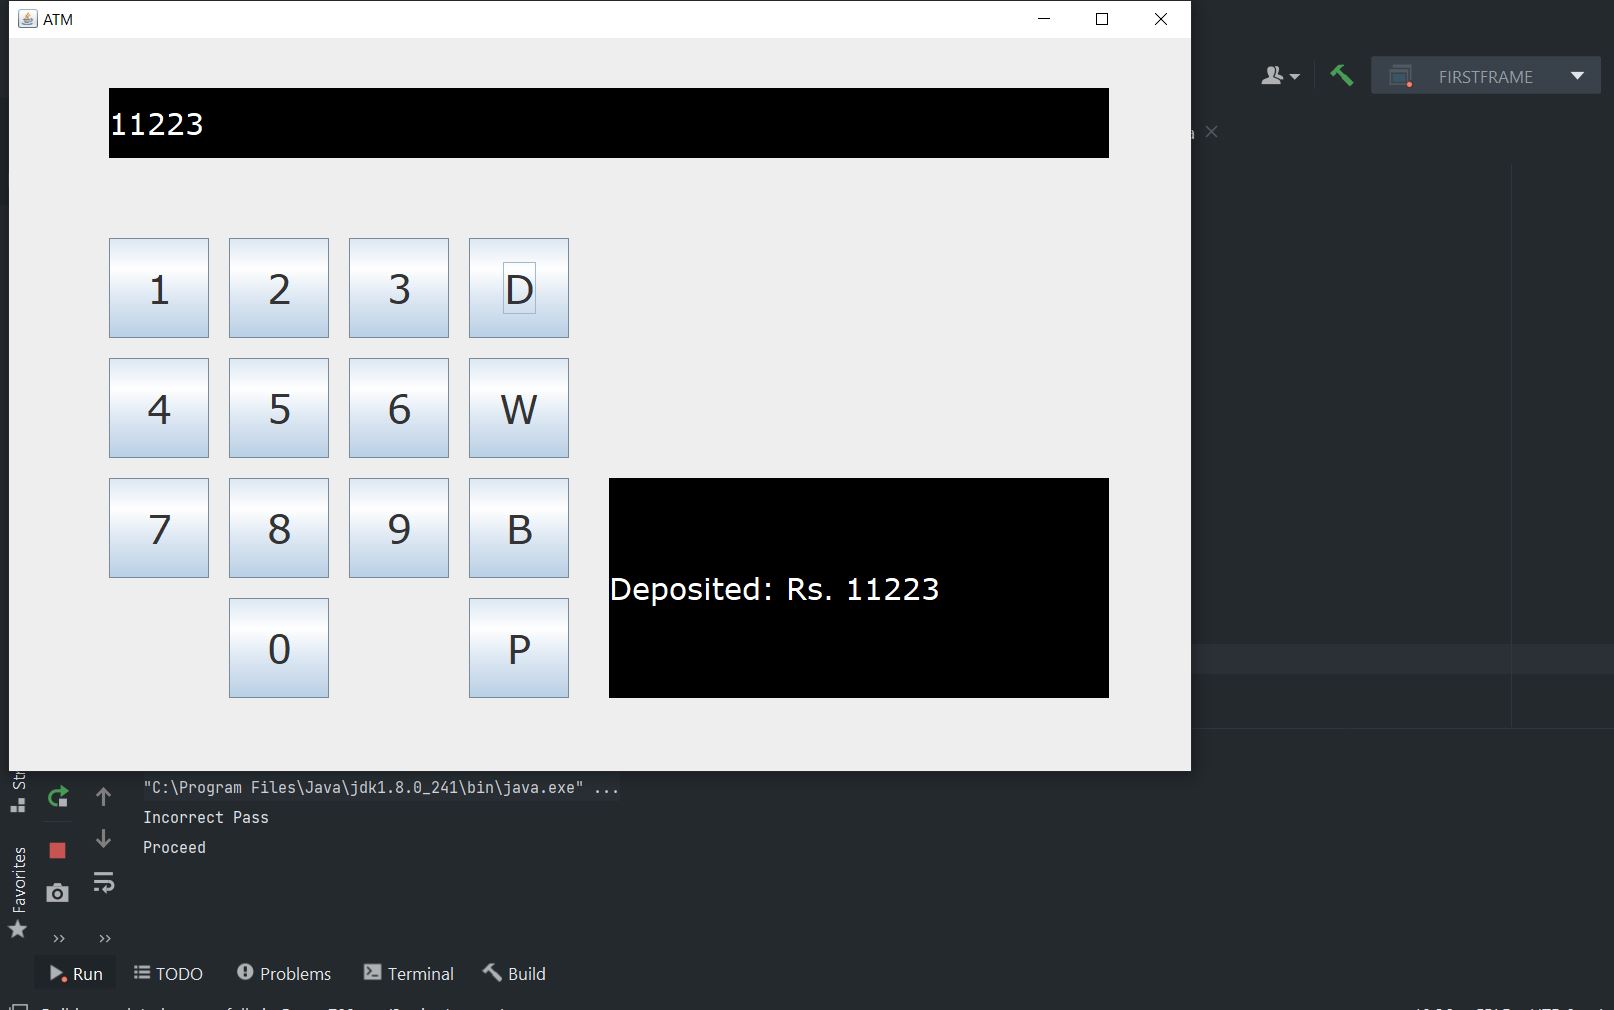 ATM
FIRSTFRAME
11223
1 2 3 D
4 5 6 W
7 8 9 B
Deposited: Rs. 11223
0 P
"C:\Program Files\Java\jdk1.8.0_241\bin\java.exe" ...
Incorrect Pass
Proceed
Favorites
Run TODO Problems Terminal Build